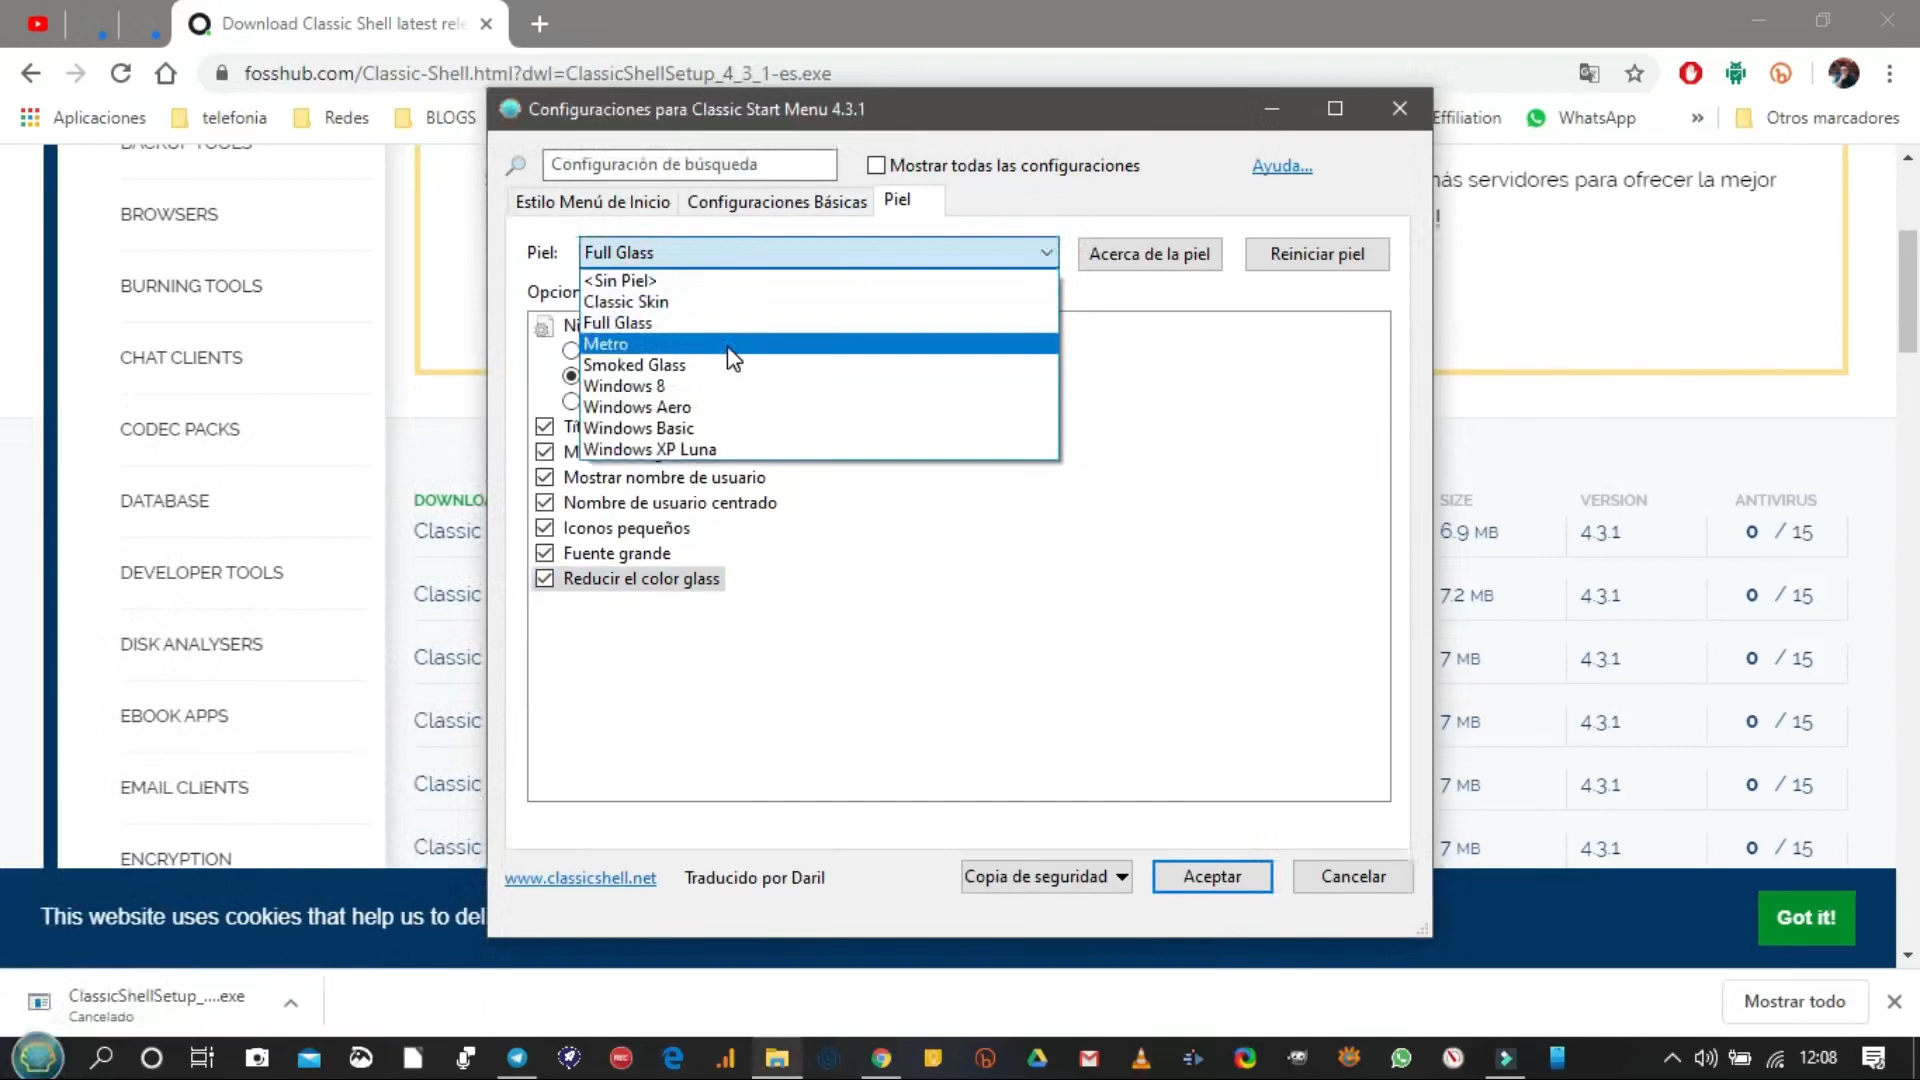 Download Classic Shell latest rele
fosshub.com/Classic-Shell.html?dwl=ClassicShellSetup_4_3_1-es.exe
Aplicaciones
telefonia
Redes
BLOGS
Effiliation
WhatsApp
»
Otros marcadores
Configuraciones para Classic Start Menu 4.3.1
Configuración de búsqueda
Mostrar todas las configuraciones
Ayuda...
Estilo Menú de Inicio
Configuraciones Básicas
Piel
Piel:
Full Glass
Acerca de la piel
Reiniciar piel
<Sin Piel>
Classic Skin
Full Glass
Metro
Smoked Glass
Windows 8
Windows Aero
Windows Basic
Windows XP Luna
Mostrar nombre de usuario
Nombre de usuario centrado
Iconos pequeños
Fuente grande
Reducir el color glass
www.classicshell.net
Traducido por Daril
Copia de seguridad
Aceptar
Cancelar
BACKUP TOOLS
BROWSERS
BURNING TOOLS
CHAT CLIENTS
CODEC PACKS
DATABASE
DEVELOPER TOOLS
DISK ANALYSERS
EBOOK APPS
EMAIL CLIENTS
ENCRYPTION
más servidores para ofrecer la mejor
!
DOWNLO
SIZE VERSION ANTIVIRUS
Classic 6.9 MB 4.3.1 0 / 15
Classic 7.2 MB 4.3.1 0 / 15
Classic 7 MB 4.3.1 0 / 15
Classic 7 MB 4.3.1 0 / 15
Classic 7 MB 4.3.1 0 / 15
Classic 7 MB 4.3.1 0 / 15
This website uses cookies that help us to del
Got it!
ClassicShellSetup_....exe
Cancelado
Mostrar todo
REC
12:08